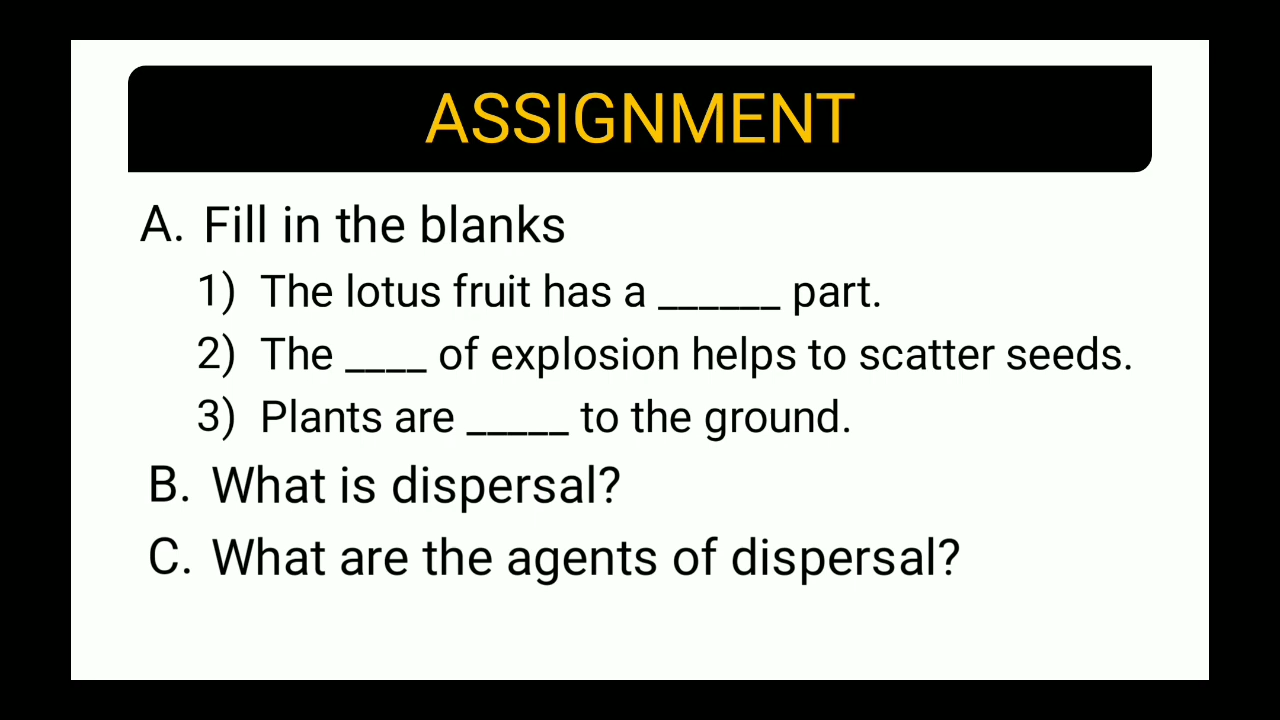 ASSIGNMENT
A. Fill in the blanks
1) The lotus fruit has a ______ part.
2) The ____ of explosion helps to scatter seeds.
3) Plants are _____ to the ground.
B. What is dispersal?
C. What are the agents of dispersal?